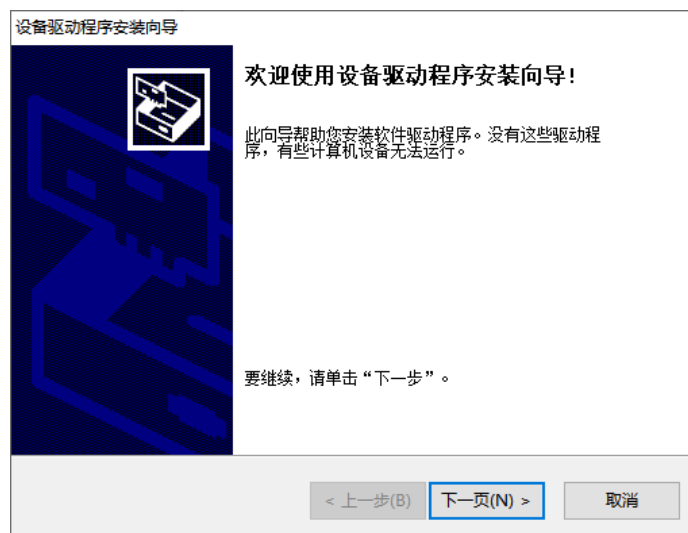 设备驱动程序安装向导
欢迎使用设备驱动程序安装向导!
此向导帮助您安装软件驱动程序。没有这些驱动程
序，有些计算机设备无法运行。
要继续，请单击“下一步”。
< 上一步(B)
下一页(N) >
取消